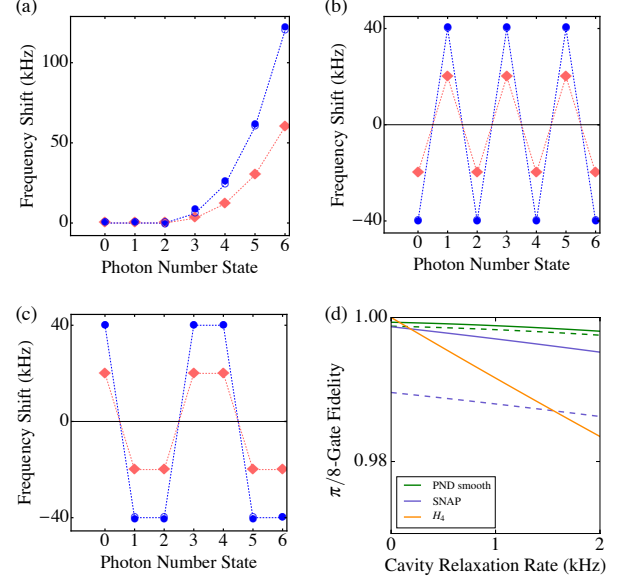 (a)
Frequency Shift (kHz)
100
50
0
0 1 2 3 4 5 6
Photon Number State
(b)
Frequency Shift (kHz)
40
0
−40
0 1 2 3 4 5 6
Photon Number State
(c)
Frequency Shift (kHz)
40
0
−40
0 1 2 3 4 5 6
Photon Number State
(d)
π/8-Gate Fidelity
1.00
0.98
PND smooth
SNAP
H₄
0 1 2
Cavity Relaxation Rate (kHz)